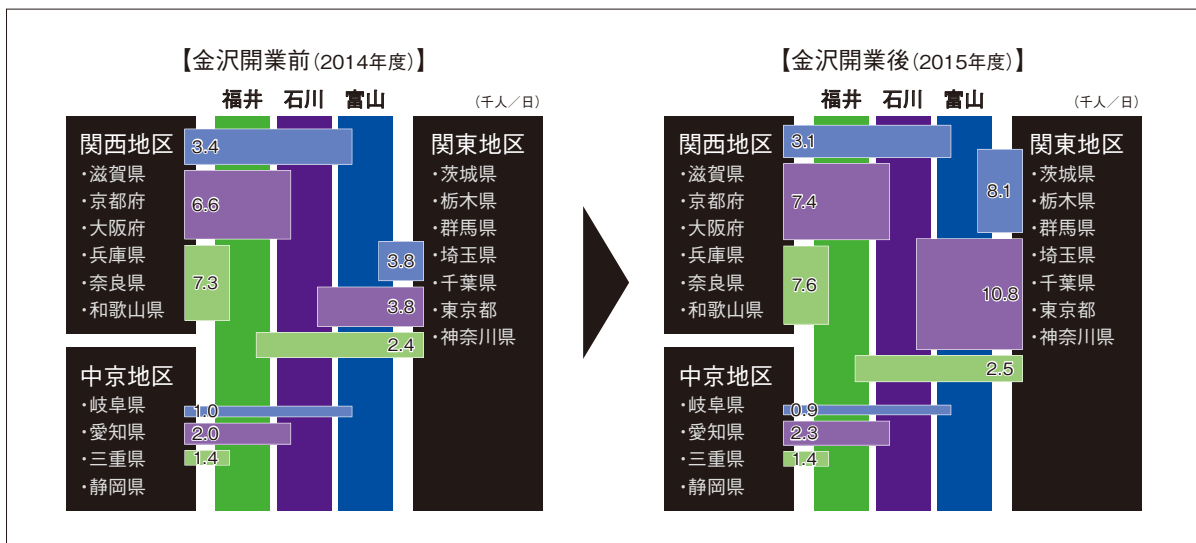 【金沢開業前（2014年度）】
福井 石川 富山 （千人／日）
関西地区
・滋賀県
・京都府
・大阪府
・兵庫県
・奈良県
・和歌山県
中京地区
・岐阜県
・愛知県
・三重県
・静岡県
3.4
6.6
7.3
3.8
3.8
2.4
1.0
2.0
1.4
関東地区
・茨城県
・栃木県
・群馬県
・埼玉県
・千葉県
・東京都
・神奈川県
【金沢開業後（2015年度）】
福井 石川 富山 （千人／日）
関西地区
・滋賀県
・京都府
・大阪府
・兵庫県
・奈良県
・和歌山県
中京地区
・岐阜県
・愛知県
・三重県
・静岡県
3.1
7.4
7.6
8.1
10.8
2.5
0.9
2.3
1.4
関東地区
・茨城県
・栃木県
・群馬県
・埼玉県
・千葉県
・東京都
・神奈川県